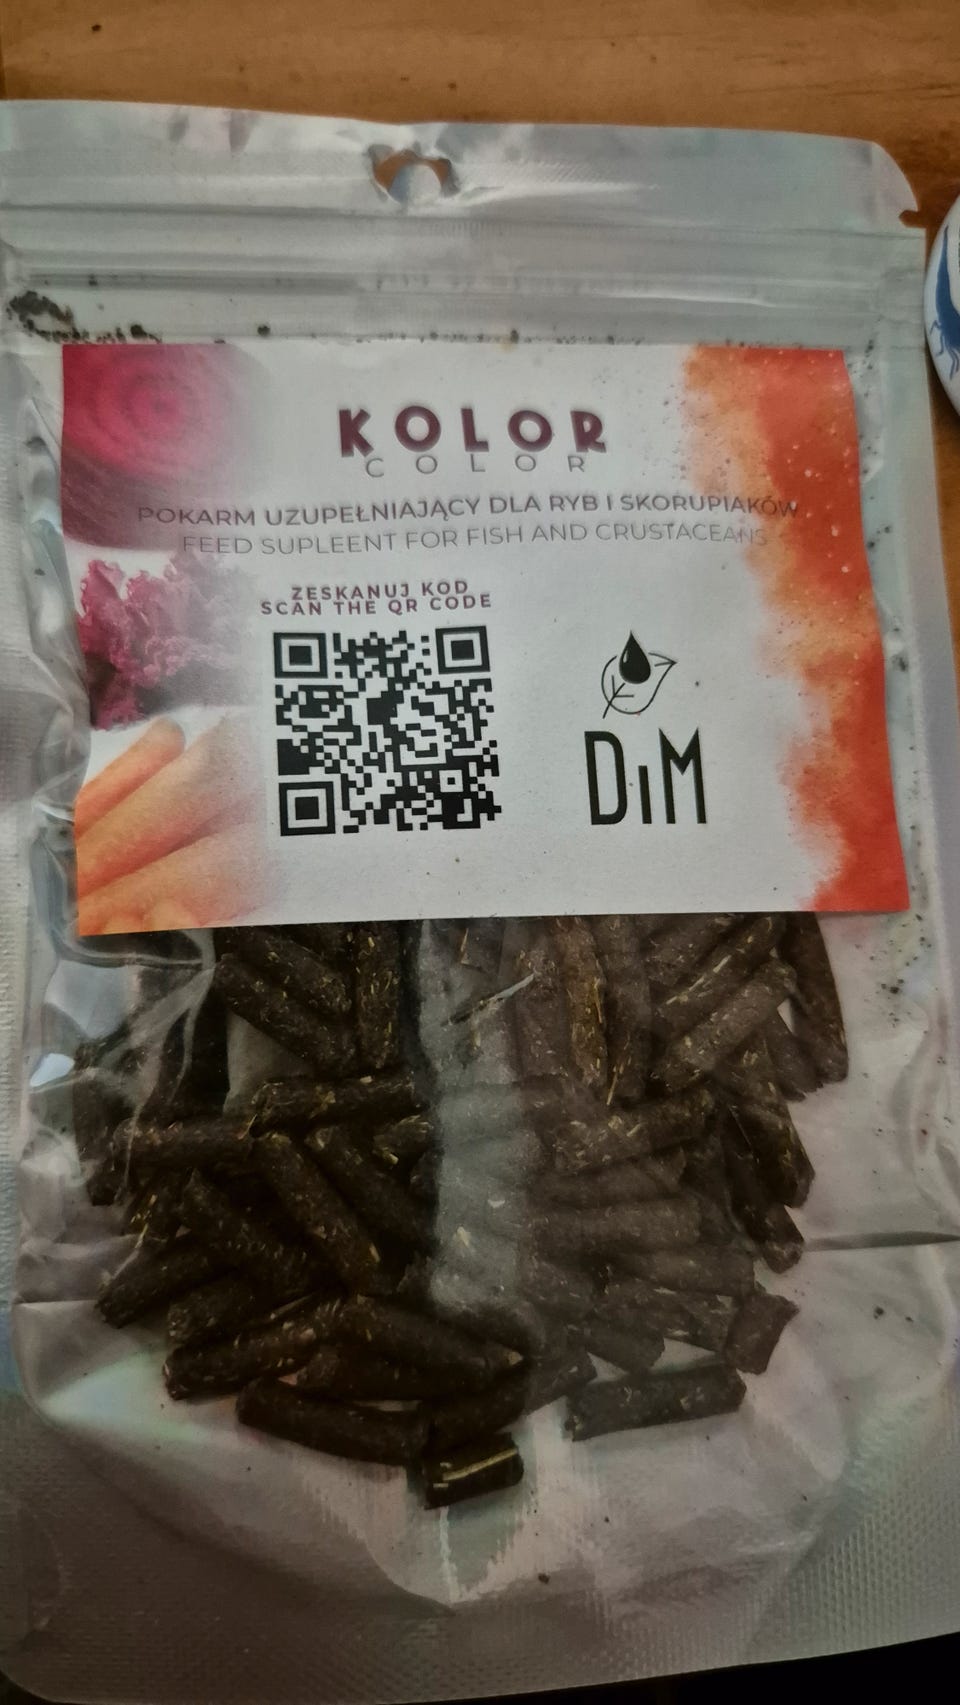 KOLOR
COLOR
POKARM UZUPEŁNIAJĄCY DLA RYB I SKORUPIAKÓW
FEED SUPLEENT FOR FISH AND CRUSTACEANS
ZESKANUJ KOD
SCAN THE QR CODE
DiM